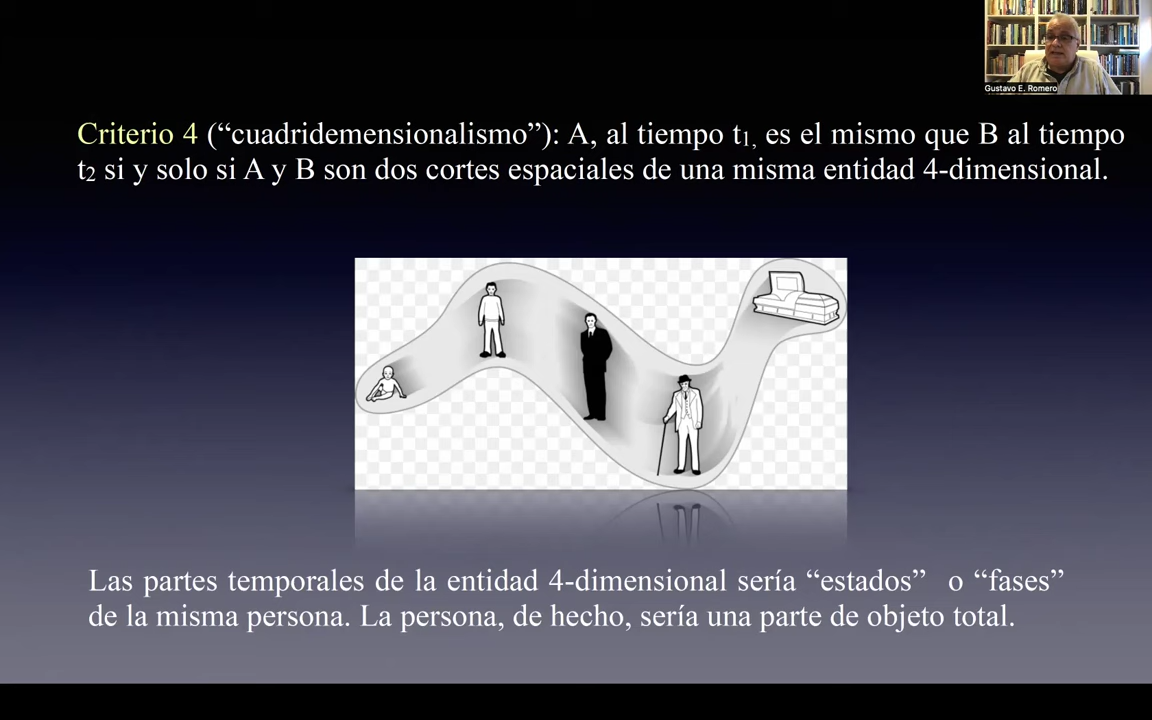 Gustavo E. Romero
Criterio 4 (“cuadridemensionalismo”): A, al tiempo t1, es el mismo que B al tiempo
t2 si y solo si A y B son dos cortes espaciales de una misma entidad 4-dimensional.
Las partes temporales de la entidad 4-dimensional sería “estados” o “fases”
de la misma persona. La persona, de hecho, sería una parte de objeto total.